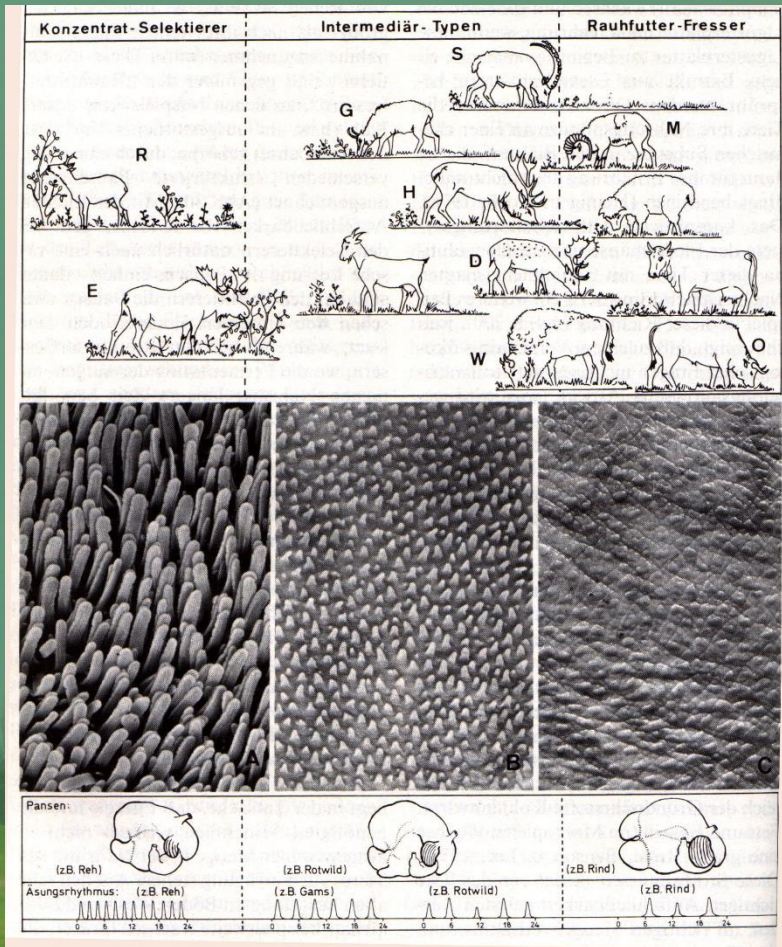 Konzentrat-Selektierer Intermediär-Typen Rauhfutter-Fresser
S
G M
R
H
D
E
W O
A B C
Pansen:
(z.B. Reh) (z.B. Rotwild) (z.B. Rind)
Äsungsrhythmus: (z.B. Reh) (z.B. Gams) (z.B. Rotwild) (z.B. Rind)
0 6 12 18 24 0 6 12 18 24 0 6 12 18 24 0 6 12 18 24